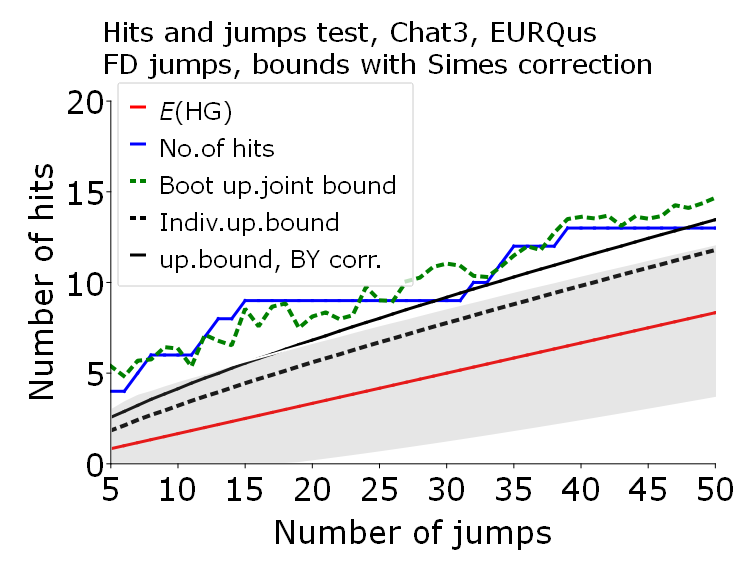 Hits and jumps test, Chat3, EURQus
FD jumps, bounds with Simes correction
20
15
10
5
0
Number of hits
E(HG)
No.of hits
Boot up.joint bound
Indiv.up.bound
up.bound, BY corr.
5 10 15 20 25 30 35 40 45 50
Number of jumps